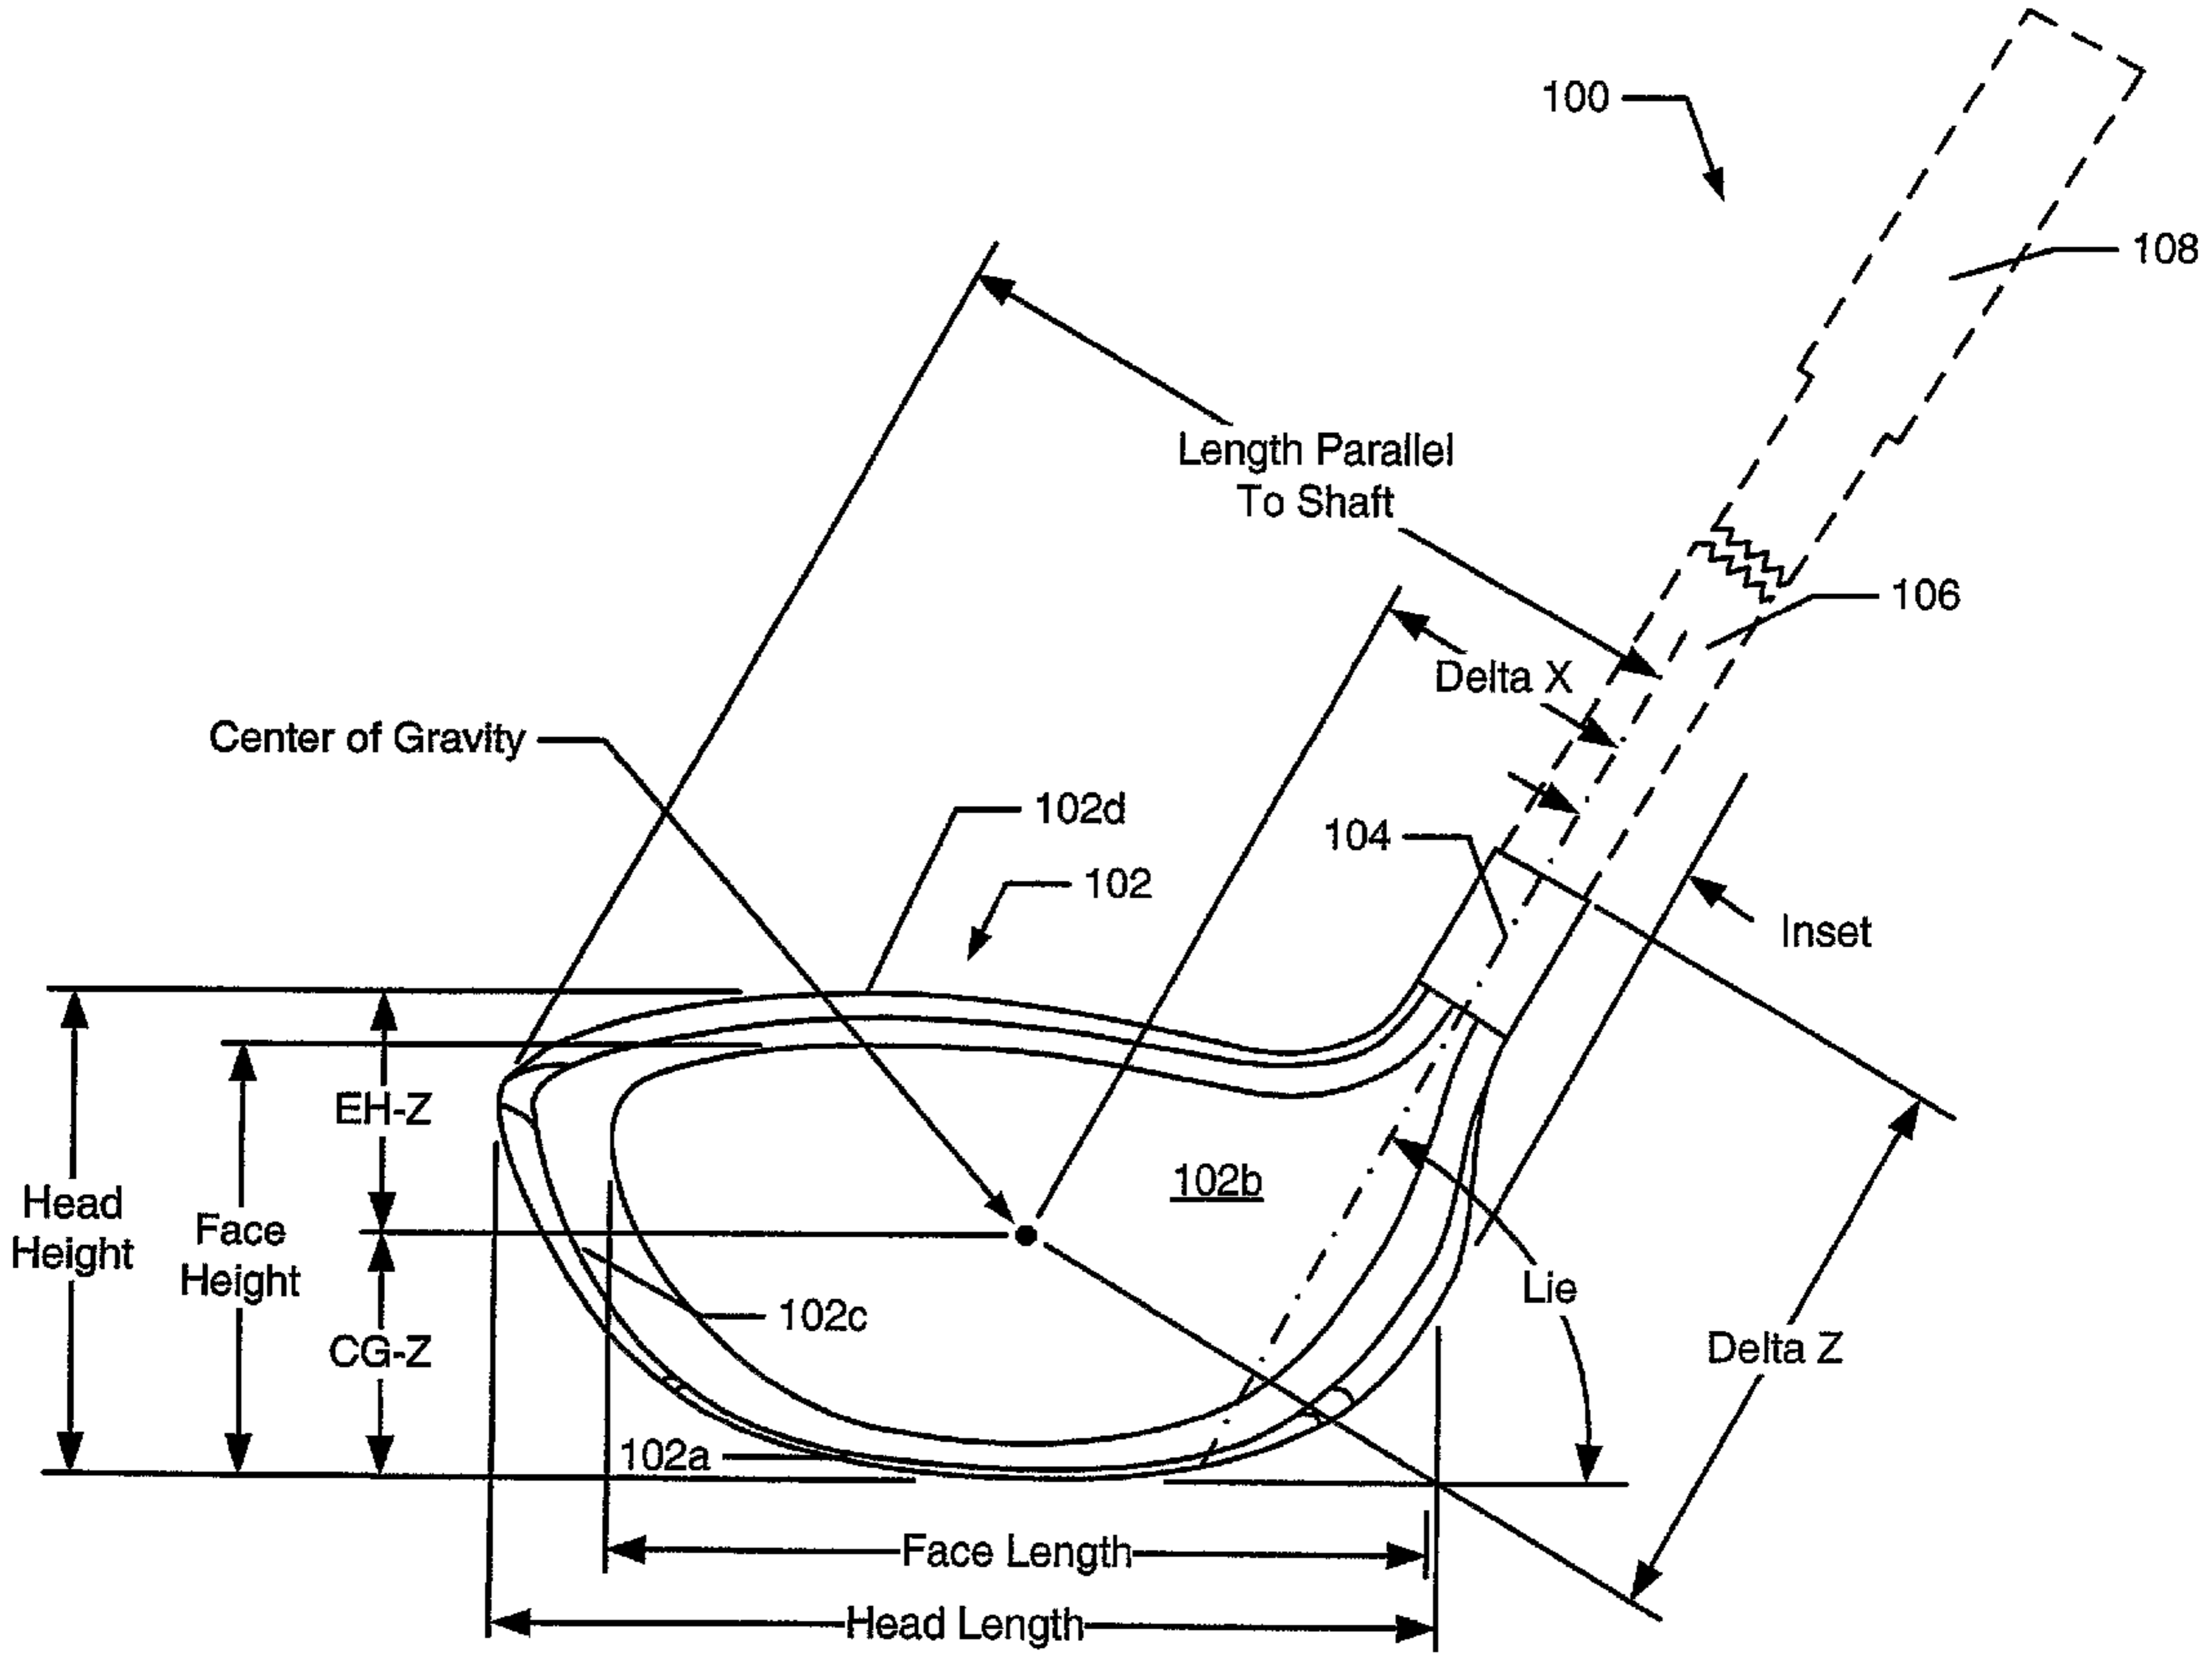 100
108
Length Parallel
To Shaft
106
Delta X
Center of Gravity
102d
104
102
Inset
EH-Z
102b
Head
Height
Face
Height
Lie
102c
CG-Z
Delta Z
102a
Face Length
Head Length